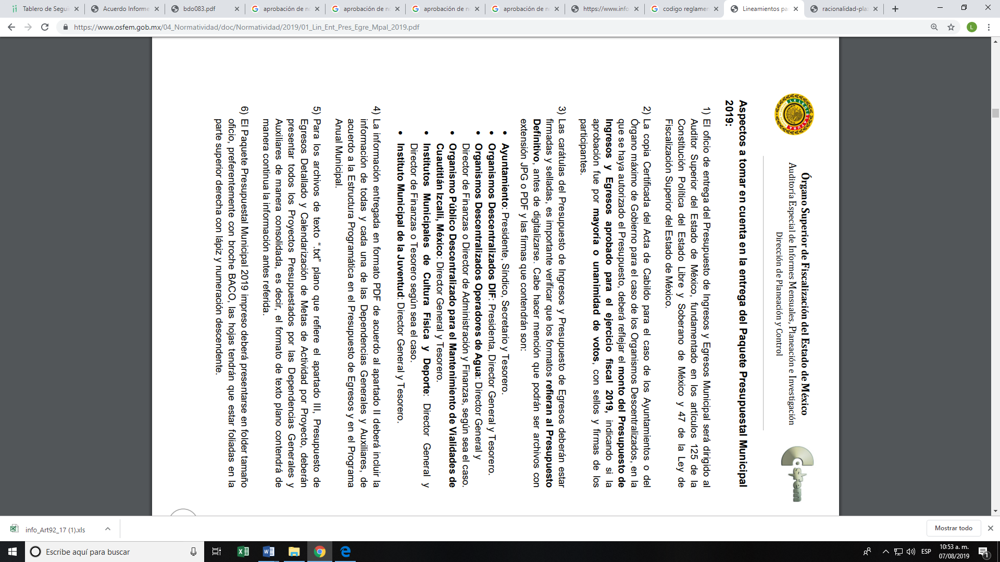 Tablero de Segui
Acuerdo Informe
bdo083.pdf
aprobación de no
aprobación de no
aprobación de no
aprobación de no
https://www.info
codigo reglamen
Lineamientos pa
racionalidad-pla
https://www.osfem.gob.mx/04_Normatividad/doc/Normatividad/2019/01_Lin_Ent_Pres_Egre_Mpal_2019.pdf
L
LX LEGISLATURA
Órgano Superior de Fiscalización del Estado de México
Auditoría Especial de Informes Mensuales, Planeación e Investigación
Dirección de Planeación y Control
osfem
Aspectos a tomar en cuenta en la entrega del Paquete Presupuestal Municipal
2019:
1) El oficio de entrega del Presupuesto de Ingresos y Egresos Municipal será dirigido al
Auditor Superior del Estado de México, fundamentado en los artículos 125 de la
Constitución Política del Estado Libre y Soberano de México y 47 de la Ley de
Fiscalización Superior del Estado de México.
2) La copia Certificada del Acta de Cabildo para el caso de los Ayuntamientos o del
Órgano máximo de Gobierno para el caso de los Organismos Descentralizados, en la
que se haya autorizado el Presupuesto, deberá reflejar el monto del Presupuesto de
Ingresos y Egresos aprobado para el ejercicio fiscal 2019, indicando si la
aprobación fue por mayoría o unanimidad de votos, con sellos y firmas de los
participantes.
3) Las carátulas del Presupuesto de Ingresos y Presupuesto de Egresos deberán estar
firmadas y selladas, es importante verificar que los formatos refieran al Presupuesto
Definitivo, antes de digitalizarse. Cabe hacer mención que podrán ser archivos con
extensión JPG o PDF y las firmas que contendrán son:
• Ayuntamiento: Presidente, Síndico, Secretario y Tesorero.
• Organismos Descentralizados DIF: Presidenta, Director General y Tesorero.
• Organismos Descentralizados Operadores de Agua: Director General y
Director de Finanzas o Director de Administración y Finanzas, según sea el caso.
• Organismo Público Descentralizado para el Mantenimiento de Vialidades de
Cuautitlán Izcalli, México: Director General y Tesorero.
• Institutos Municipales de Cultura Física y Deporte: Director General y
Director de Finanzas o Tesorero según sea el caso.
• Instituto Municipal de la Juventud: Director General y Tesorero.
4) La información entregada en formato PDF de acuerdo al apartado II deberá incluir la
información de todas y cada una de las Dependencias Generales y Auxiliares, de
acuerdo a la Estructura Programática en el Presupuesto de Egresos y en el Programa
Anual Municipal.
5) Para los archivos de texto “.txt” plano que refiere el apartado III, Presupuesto de
Egresos Detallado y Calendarización de Metas de Actividad por Proyecto, deberán
presentar todos los Proyectos Presupuestados por las Dependencias Generales y
Auxiliares de manera consolidada, es decir, el formato de texto plano contendrá de
manera continua la información antes referida.
6) El Paquete Presupuestal Municipal 2019 impreso deberá presentarse en folder tamaño
oficio, preferentemente con broche BACO, las hojas tendrán que estar foliadas en la
parte superior derecha con lápiz y numeración descendente.
info_Art92_17 (1).xls
Mostrar todo
Escribe aquí para buscar
ESP
10:53 a. m.
07/08/2019
1